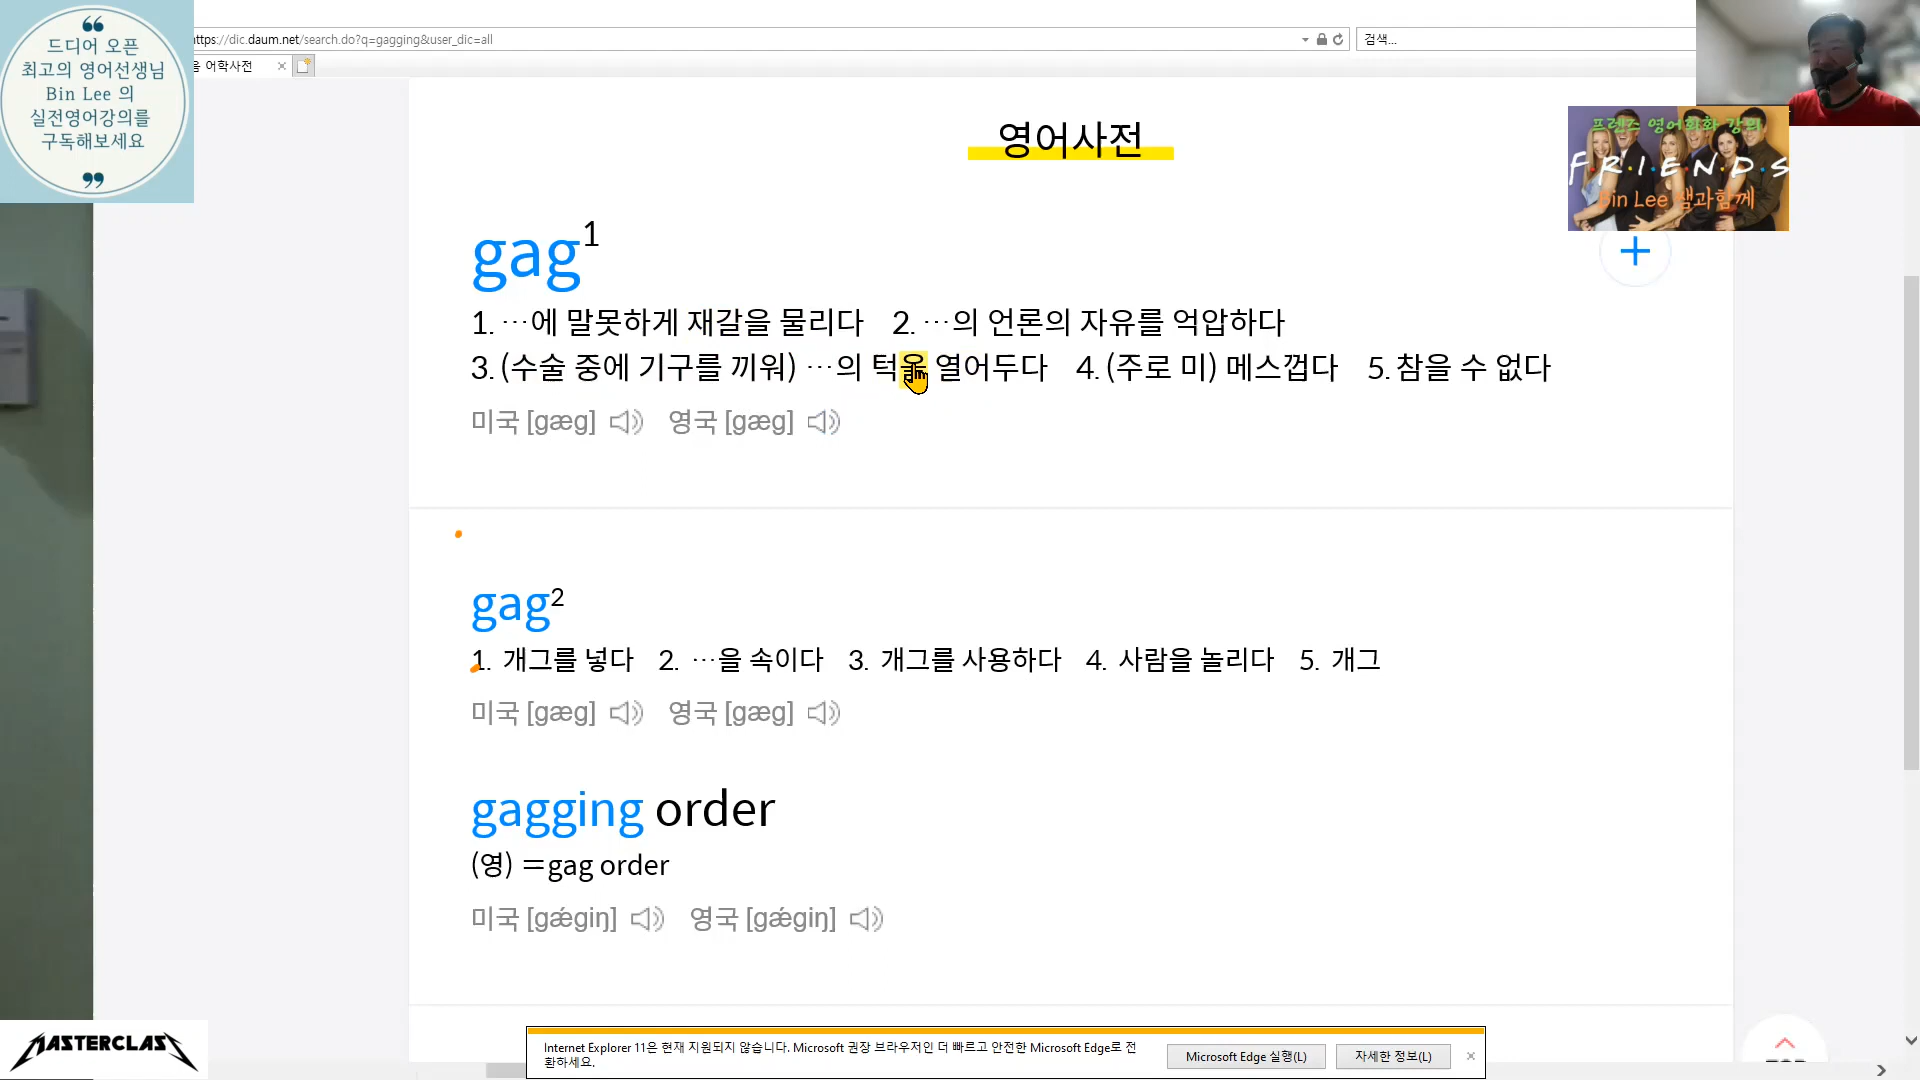 ❝
드디어 오픈
최고의 영어선생님
Bin Lee 의
실전영어강의를
구독해보세요
❞
https://dic.daum.net/search.do?q=gagging&user_dic=all
검색...
음 어학사전
프렌즈 영어회화 강의
F·R·I·E·N·D·S
Bin Lee 쌤과함께
영어사전
gag1
1. …에 말못하게 재갈을 물리다 2. …의 언론의 자유를 억압하다
3. (수술 중에 기구를 끼워) …의 턱을 열어두다 4. (주로 미) 메스껍다 5. 참을 수 없다
미국 [gæg] 영국 [gæg]
gag2
1. 개그를 넣다 2. …을 속이다 3. 개그를 사용하다 4. 사람을 놀리다 5. 개그
미국 [gæg] 영국 [gæg]
gagging order
(영) =gag order
미국 [gǽgiŋ] 영국 [gǽgiŋ]
MASTERCLASS
Internet Explorer 11은 현재 지원되지 않습니다. Microsoft 권장 브라우저인 더 빠르고 안전한 Microsoft Edge로 전
환하세요.
Microsoft Edge 실행(L)
자세한 정보(L)